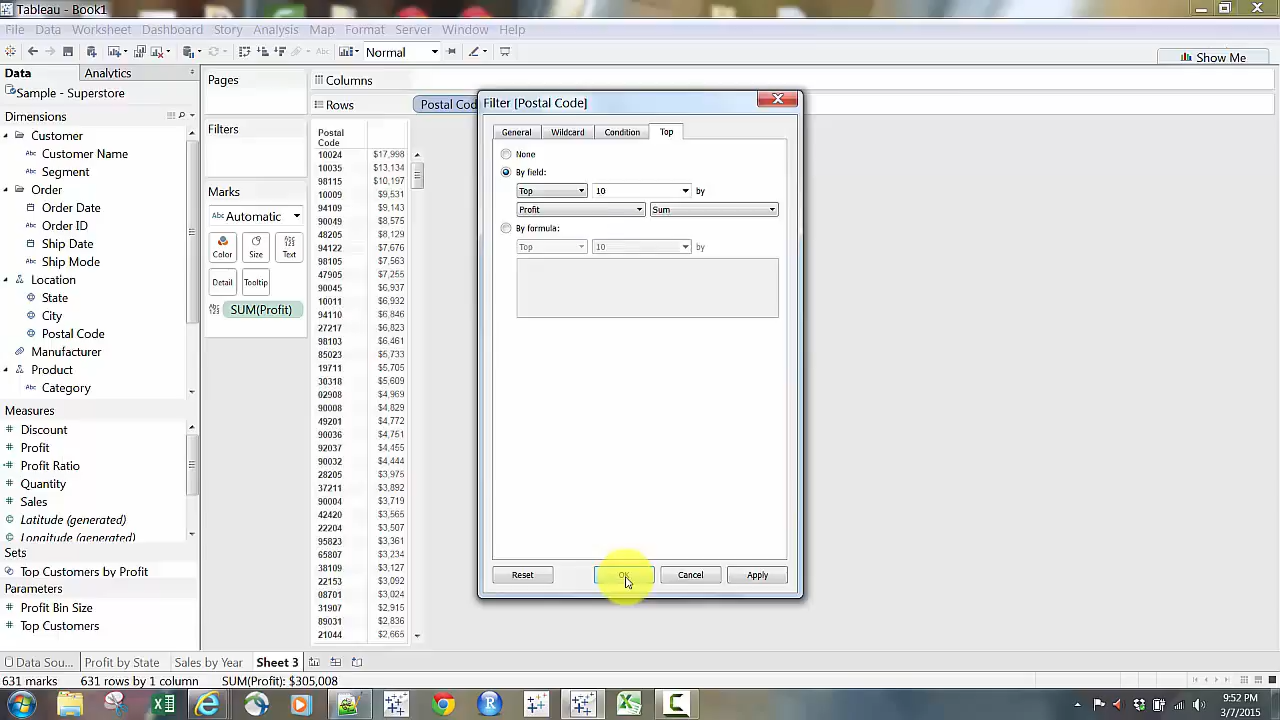 Tableau - Book1
File Data Worksheet Dashboard Story Analysis Map Format Server Window Help
Abc Normal
Show Me
Data Analytics
Sample - Superstore
Dimensions
Customer
Abc Customer Name
Abc Segment
Order
Order Date
Abc Order ID
Ship Date
Abc Ship Mode
Location
State
City
Postal Code
Manufacturer
Product
Abc Category
Measures
# Discount
# Profit
# Profit Ratio
# Quantity
# Sales
Latitude (generated)
Longitude (generated)
Sets
Top Customers by Profit
Parameters
# Profit Bin Size
# Top Customers
Pages
Filters
Marks
Abc Automatic
Color Size Text
Detail Tooltip
SUM(Profit)
Columns
Rows Postal Cod
Postal Code
10024 $17,998
10035 $13,134
98115 $10,197
10009 $9,531
94109 $9,143
90049 $8,575
48205 $8,129
94122 $7,676
98105 $7,563
47905 $7,255
90045 $6,937
10011 $6,932
94110 $6,846
27217 $6,823
98103 $6,461
85023 $5,733
19711 $5,705
30318 $5,609
02908 $4,969
90008 $4,829
49201 $4,772
90036 $4,751
92037 $4,455
90032 $4,444
28205 $3,975
37211 $3,892
90004 $3,719
42420 $3,565
22204 $3,507
95823 $3,361
65807 $3,234
38109 $3,127
22153 $3,092
08701 $3,024
31907 $2,915
89031 $2,836
21044 $2,665
Filter [Postal Code]
General Wildcard Condition Top
None
By field:
Top 10 by
Profit Sum
By formula:
Top 10 by
Reset OK Cancel Apply
Data Sou... Profit by State Sales by Year Sheet 3
631 marks 631 rows by 1 column SUM(Profit): $305,008
9:52 PM
3/7/2015